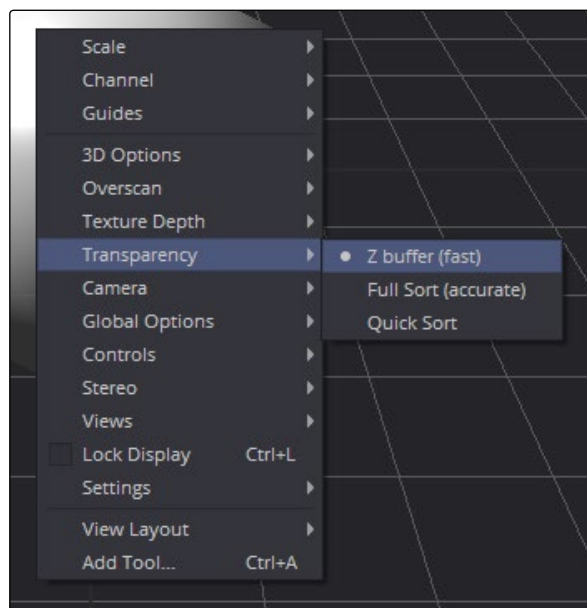 Scale
Channel
Guides
3D Options
Overscan
Texture Depth
Transparency
Z buffer (fast)
Full Sort (accurate)
Quick Sort
Camera
Global Options
Controls
Stereo
Views
Lock Display Ctrl+L
Settings
View Layout
Add Tool... Ctrl+A